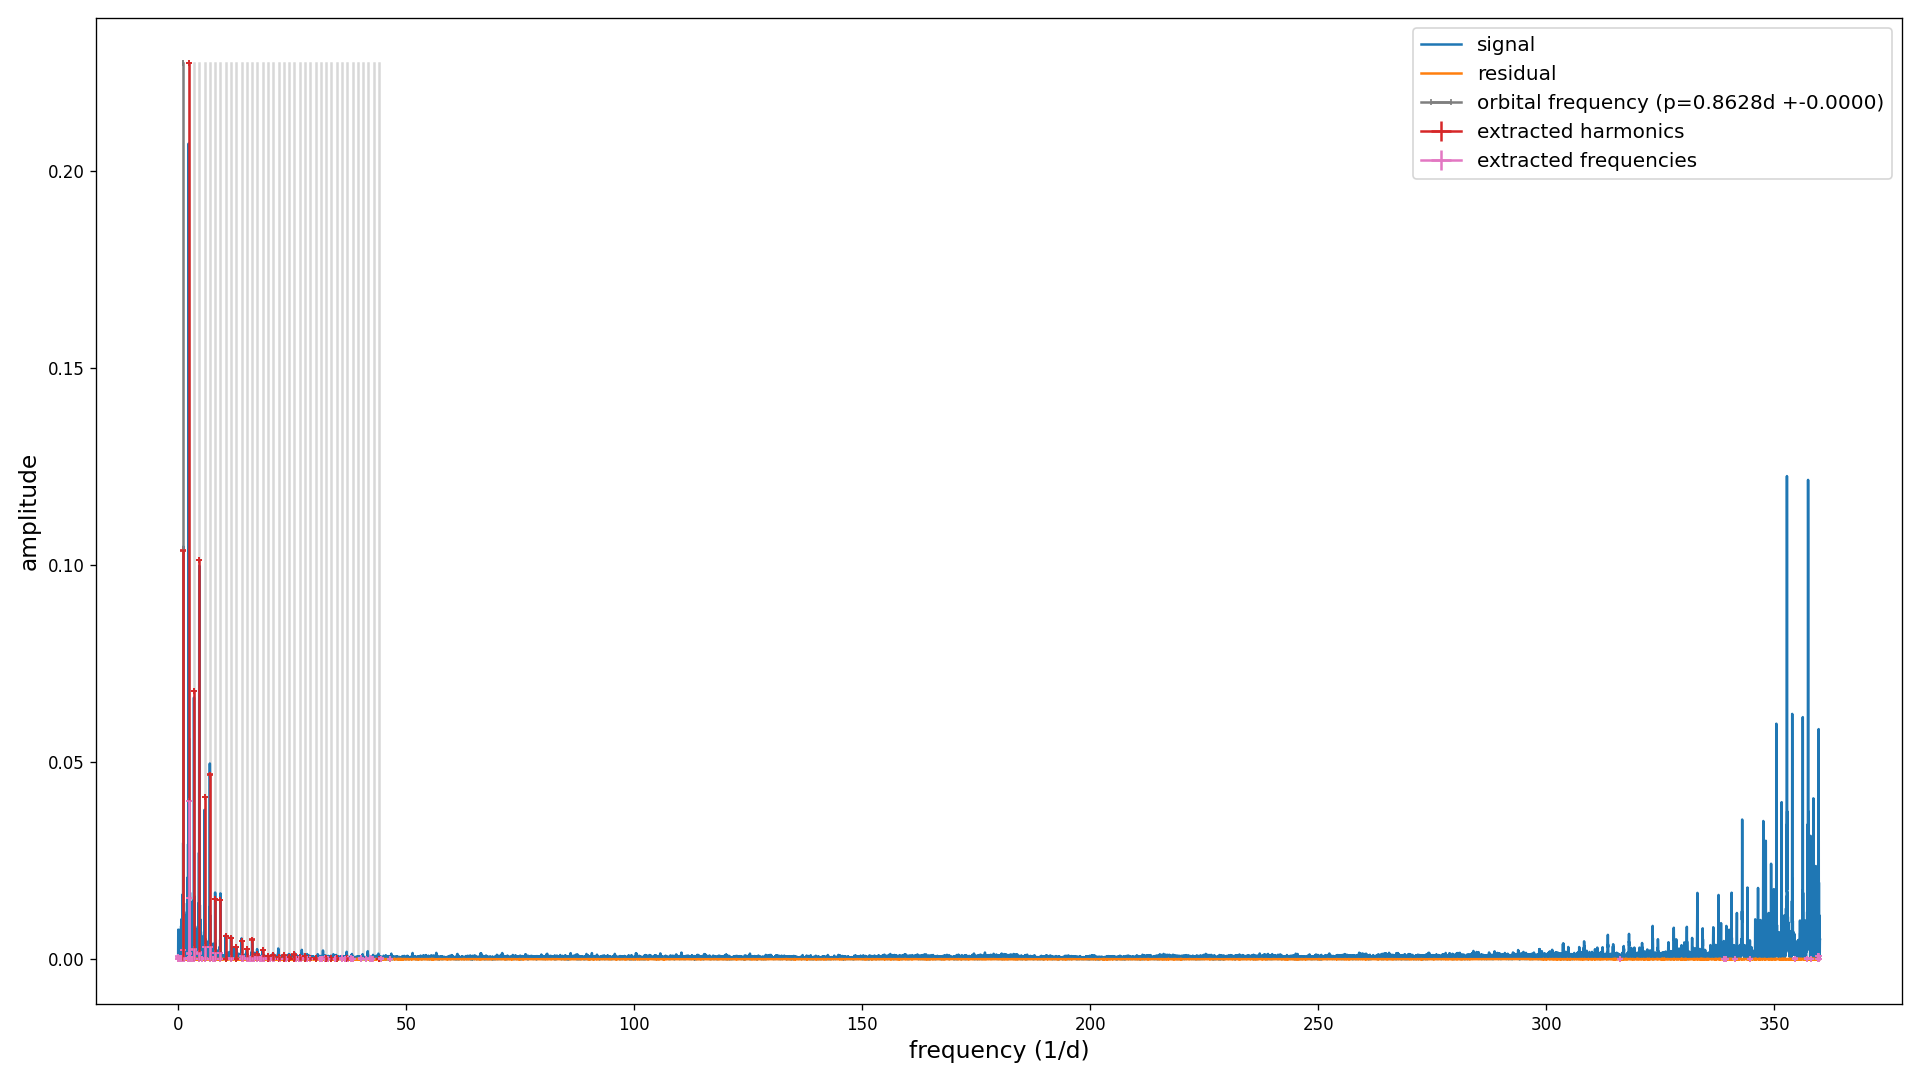 signal
residual
orbital frequency (p=0.8628d +-0.0000)
extracted harmonics
extracted frequencies
0.20
0.15
0.10
0.05
0.00
amplitude
0 50 100 150 200 250 300 350
frequency (1/d)